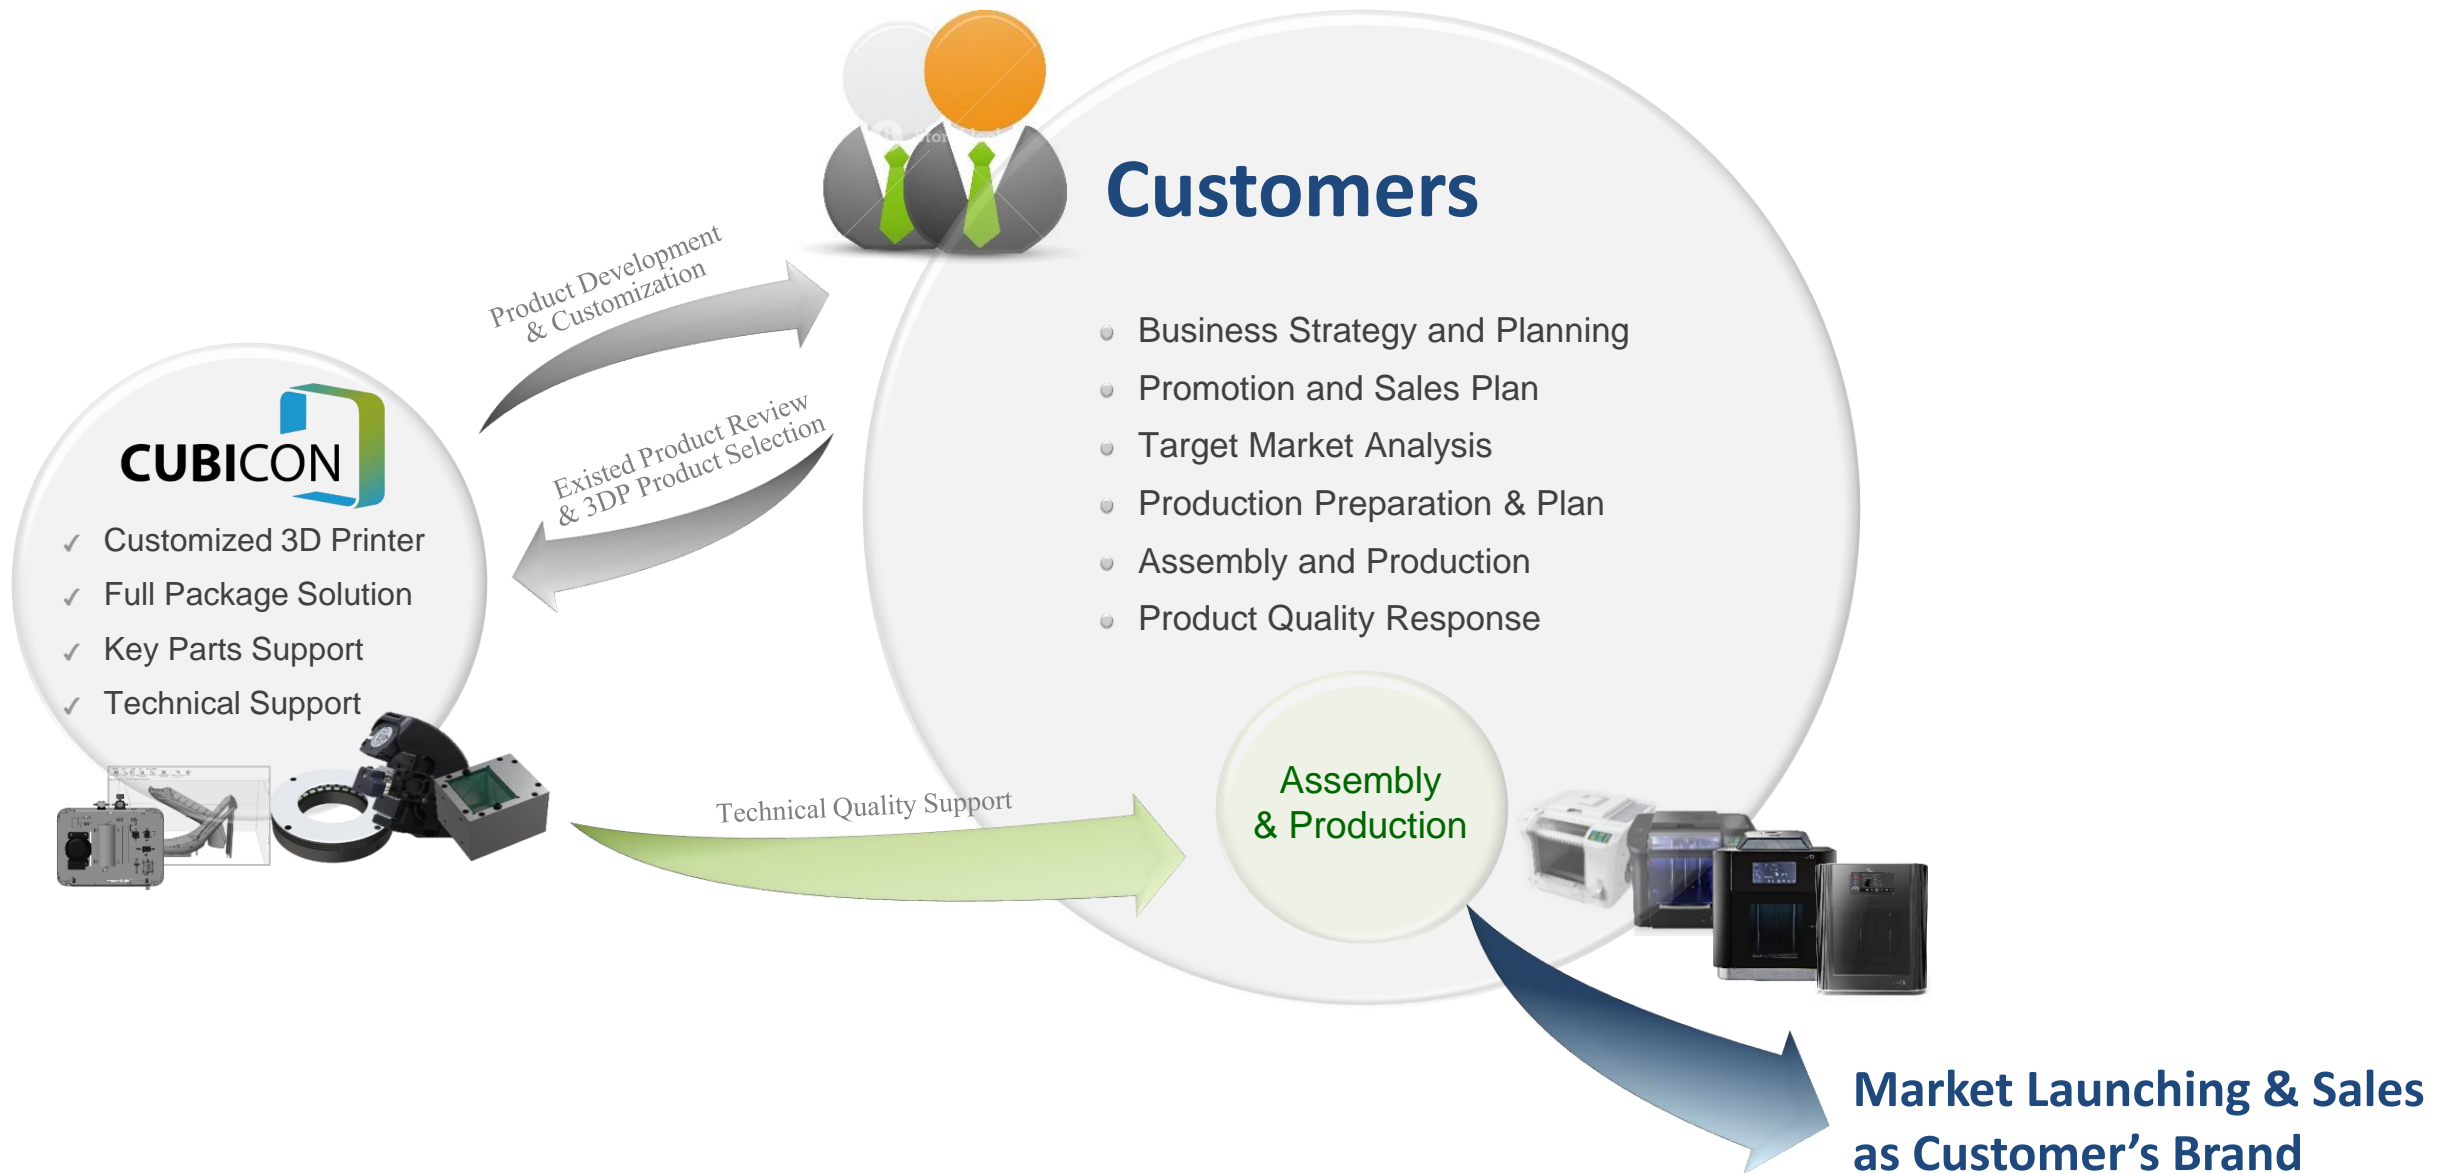 Customers
Product Development
& Customization
Business Strategy and Planning
Promotion and Sales Plan
Target Market Analysis
Production Preparation & Plan
Assembly and Production
Product Quality Response
CUBICON
Existed Product Review
& 3DP Product Selection
Customized 3D Printer
Full Package Solution
Key Parts Support
Technical Support
Technical Quality Support
Assembly
& Production
Market Launching & Sales
as Customer’s Brand